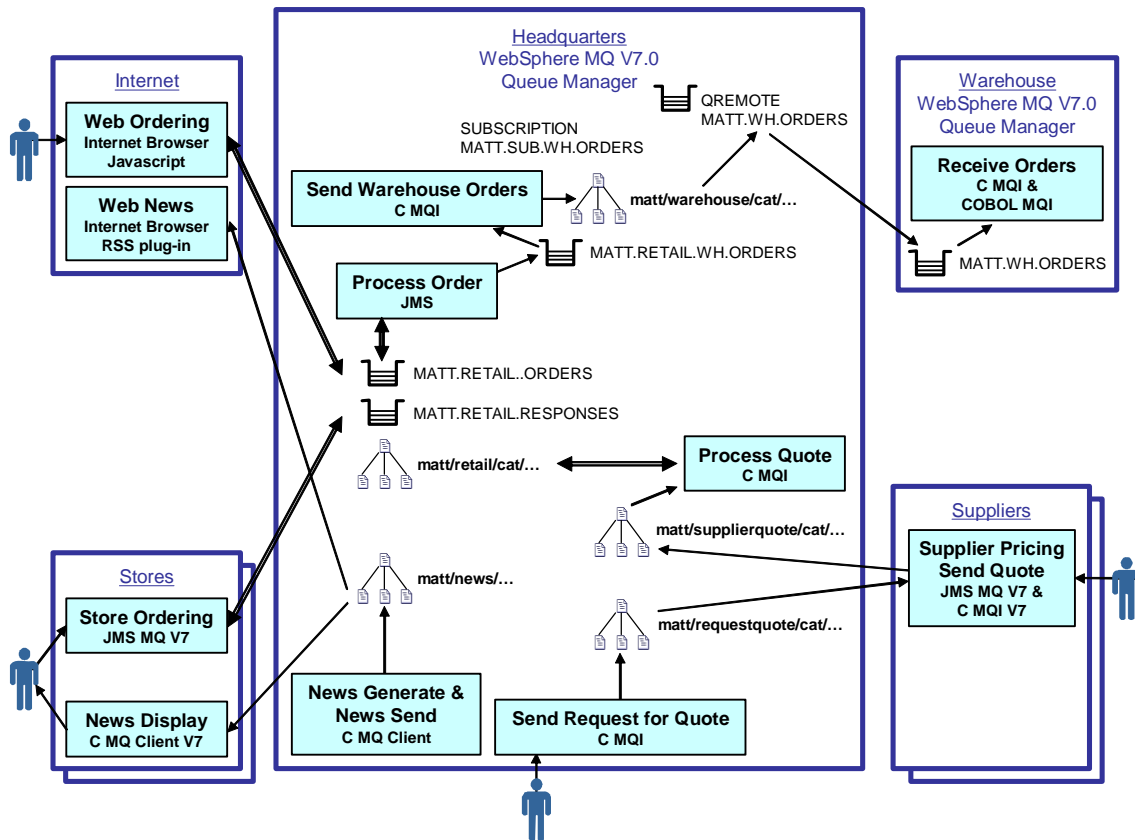 Headquarters
WebSphere MQ V7.0
Queue Manager
QREMOTE
MATT.WH.ORDERS
SUBSCRIPTION
MATT.SUB.WH.ORDERS
Send Warehouse Orders
C MQI
matt/warehouse/cat/…
MATT.RETAIL.WH.ORDERS
Process Order
JMS
MATT.RETAIL..ORDERS
MATT.RETAIL.RESPONSES
matt/retail/cat/…
Process Quote
C MQI
matt/supplierquote/cat/…
matt/news/…
matt/requestquote/cat/…
News Generate &
News Send
C MQ Client
Send Request for Quote
C MQI
Internet
Web Ordering
Internet Browser
Javascript
Web News
Internet Browser
RSS plug-in
Stores
Store Ordering
JMS MQ V7
News Display
C MQ Client V7
Warehouse
WebSphere MQ V7.0
Queue Manager
Receive Orders
C MQI &
COBOL MQI
MATT.WH.ORDERS
Suppliers
Supplier Pricing
Send Quote
JMS MQ V7 &
C MQI V7